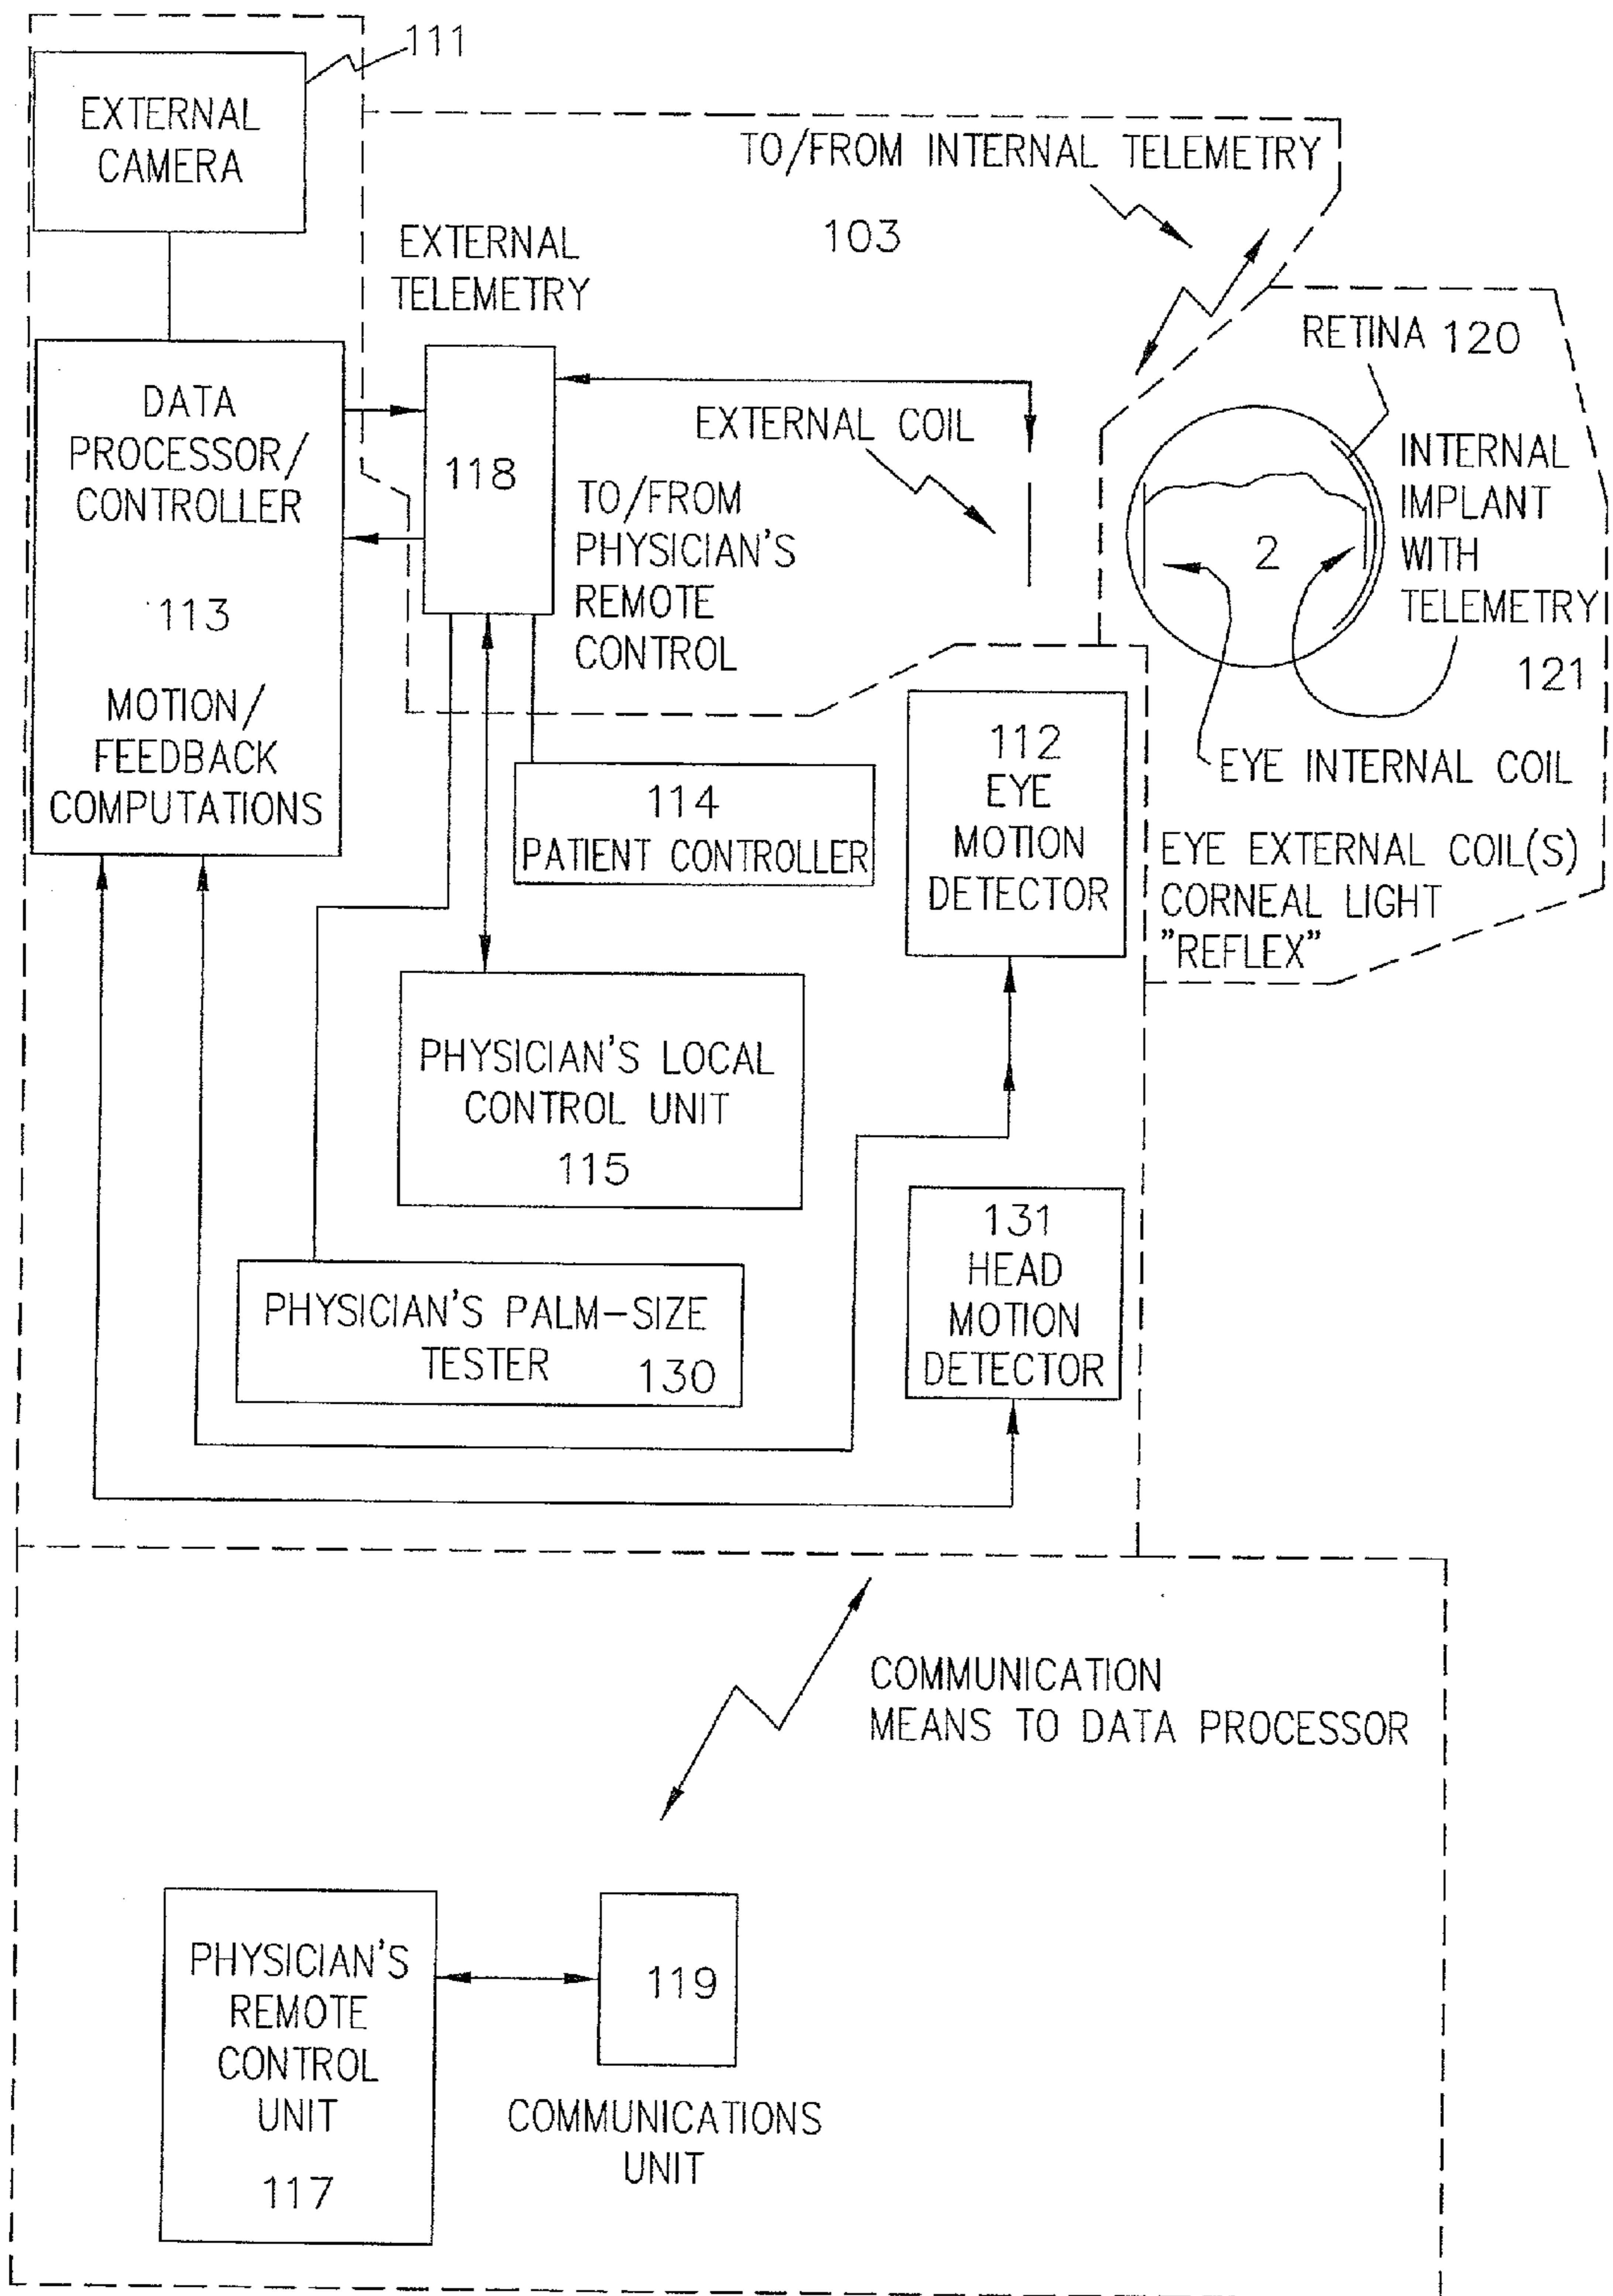 111
EXTERNAL
CAMERA
TO/FROM INTERNAL TELEMETRY
103
EXTERNAL
TELEMETRY
RETINA 120
DATA
PROCESSOR/
CONTROLLER
113
MOTION/
FEEDBACK
COMPUTATIONS
118
EXTERNAL COIL
TO/FROM
PHYSICIAN'S
REMOTE
CONTROL
2
INTERNAL
IMPLANT
WITH
TELEMETRY
121
EYE INTERNAL COIL
112
EYE
MOTION
DETECTOR
114
PATIENT CONTROLLER
EYE EXTERNAL COIL(S)
CORNEAL LIGHT
"REFLEX"
PHYSICIAN'S LOCAL
CONTROL UNIT
115
131
HEAD
MOTION
DETECTOR
PHYSICIAN'S PALM-SIZE
TESTER 130
COMMUNICATION
MEANS TO DATA PROCESSOR
PHYSICIAN'S
REMOTE
CONTROL
UNIT
117
119
COMMUNICATIONS
UNIT